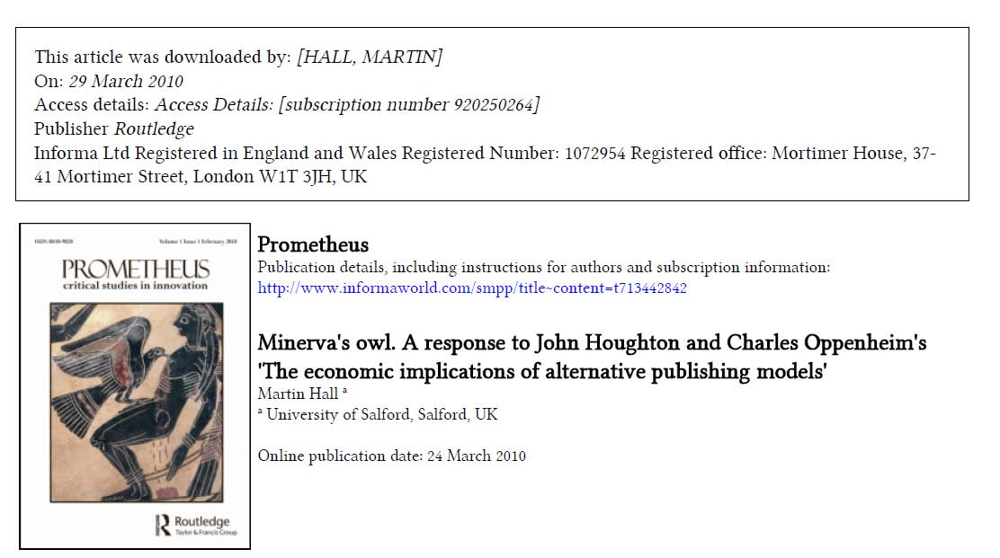 This article was downloaded by: [HALL, MARTIN]
On: 29 March 2010
Access details: Access Details: [subscription number 920250264]
Publisher Routledge
Informa Ltd Registered in England and Wales Registered Number: 1072954 Registered office: Mortimer House, 37-
41 Mortimer Street, London W1T 3JH, UK
Volume 1 Issue 1 February 2010
PROMETHEUS
critical studies in innovation
Routledge
Taylor & Francis Group
Prometheus
Publication details, including instructions for authors and subscription information:
http://www.informaworld.com/smpp/title~content=t713442842
Minerva's owl. A response to John Houghton and Charles Oppenheim's
'The economic implications of alternative publishing models'
Martin Hall ª
ª University of Salford, Salford, UK
Online publication date: 24 March 2010